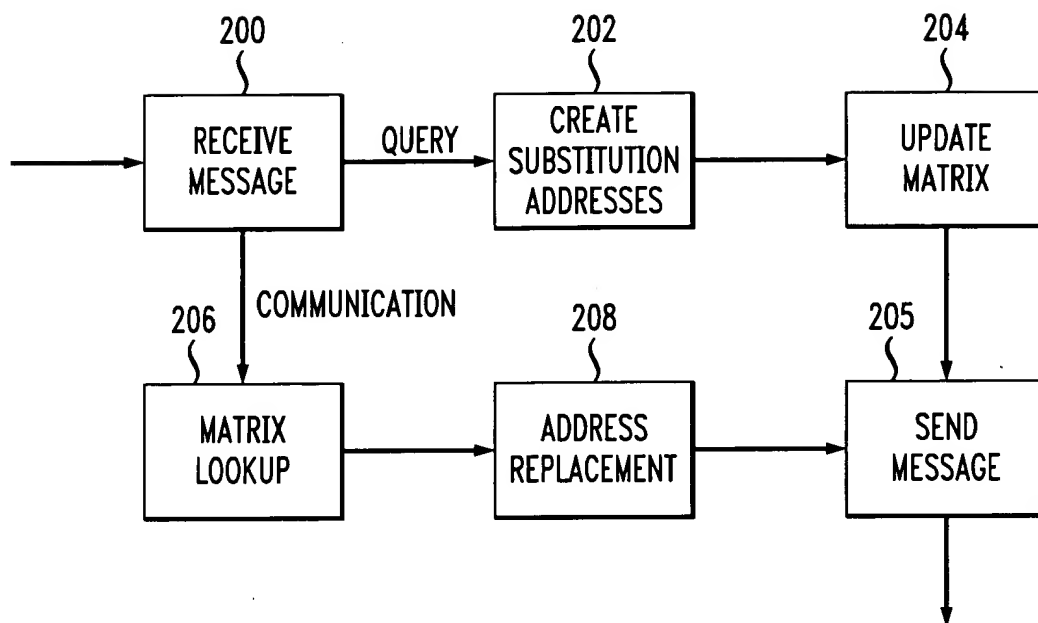 200
202
204
RECEIVE
MESSAGE
QUERY
CREATE
SUBSTITUTION
ADDRESSES
UPDATE
MATRIX
COMMUNICATION
206
208
205
MATRIX
LOOKUP
ADDRESS
REPLACEMENT
SEND
MESSAGE